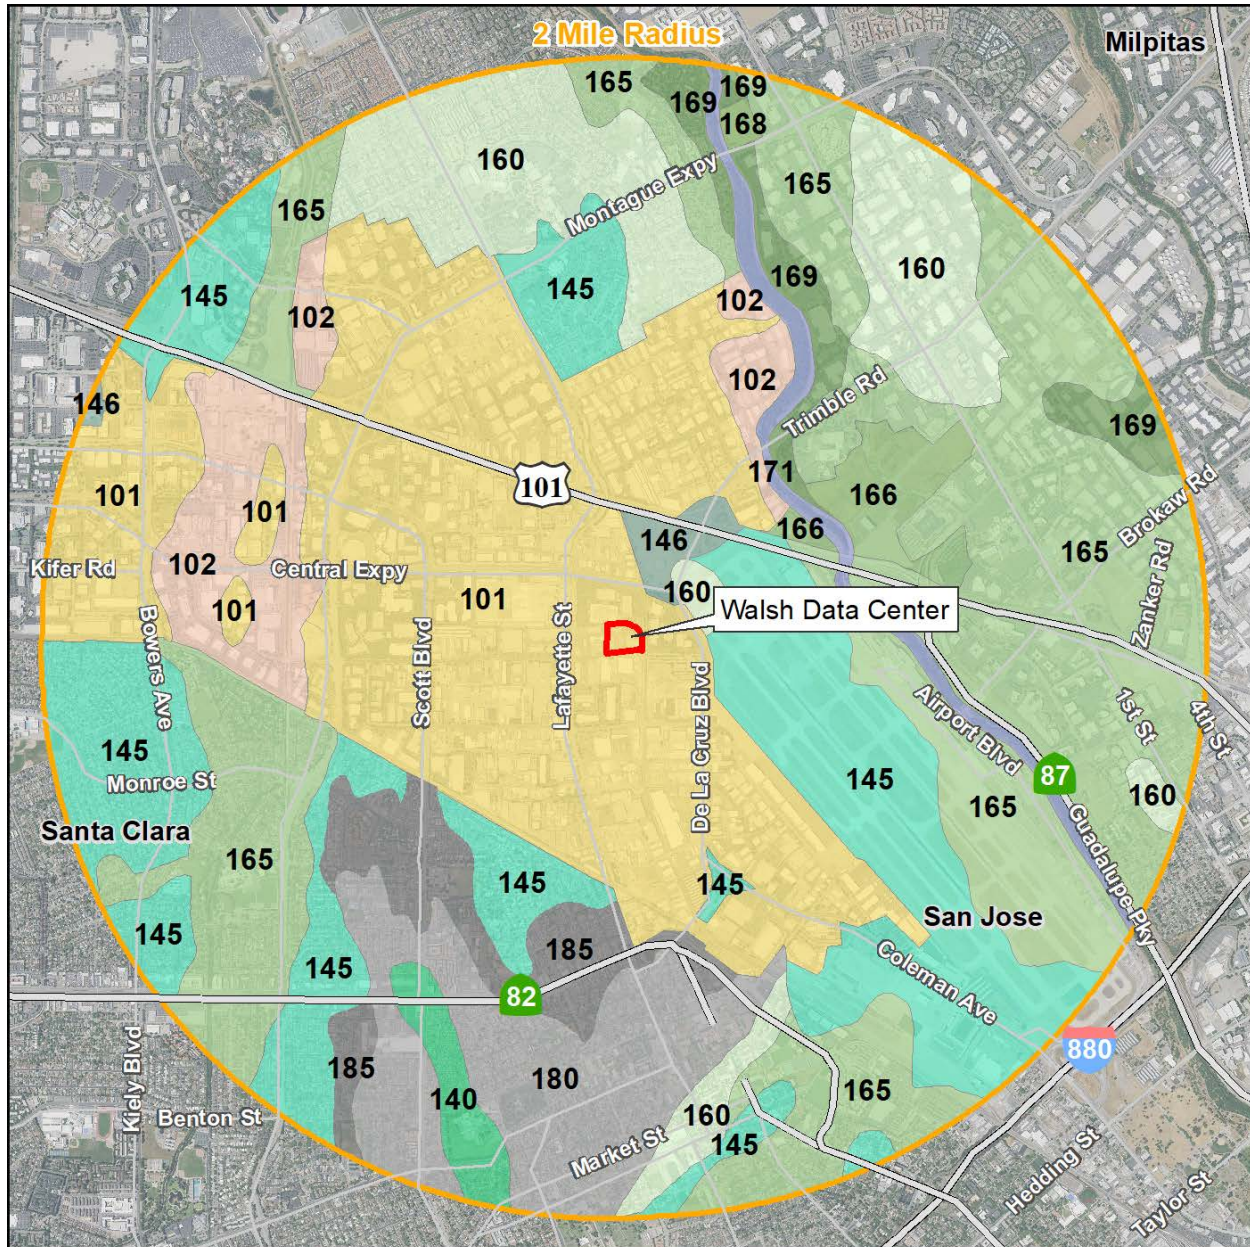 2 Mile Radius
Milpitas
165
169
169
168
160
Montague Expy
165
165
160
145
145
169
102
102
102
Trimble Rd
146
169
171
101
101
101
166
166
Brokaw Rd
146
165
Zanker Rd
Kifer Rd
102
Central Expy
101
160
Walsh Data Center
101
Bowers Ave
Scott Blvd
Lafayette St
De La Cruz Blvd
Airport Blvd
1st St
4th St
145
Monroe St
145
87
165
160
Santa Clara
165
145
145
Guadalupe Pky
San Jose
145
185
145
Coleman Ave
82
880
185
180
140
165
Kiely Blvd
Benton St
160
145
Market St
Hedding St
Taylor St